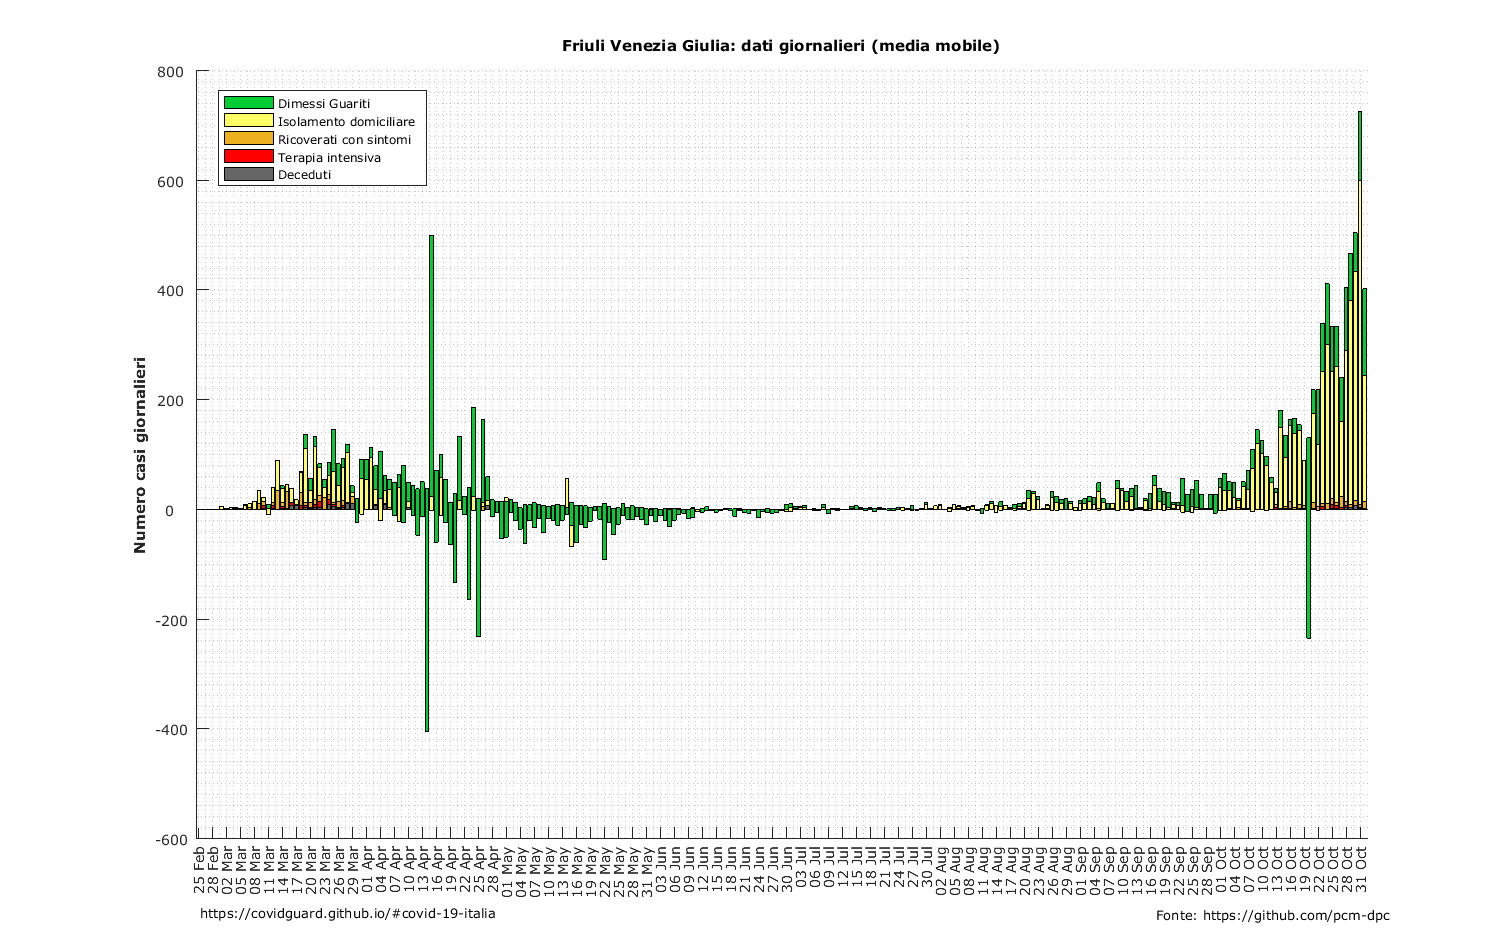 Friuli Venezia Giulia: dati giornalieri (media mobile)
800
600
400
200
0
-200
-400
-600
Numero casi giornalieri
Dimessi Guariti
Isolamento domiciliare
Ricoverati con sintomi
Terapia intensiva
Deceduti
25 Feb
28 Feb
02 Mar
05 Mar
08 Mar
11 Mar
14 Mar
17 Mar
20 Mar
23 Mar
26 Mar
29 Mar
01 Apr
04 Apr
07 Apr
10 Apr
13 Apr
16 Apr
19 Apr
22 Apr
25 Apr
28 Apr
01 May
04 May
07 May
10 May
13 May
16 May
19 May
22 May
25 May
28 May
31 May
03 Jun
06 Jun
09 Jun
12 Jun
15 Jun
18 Jun
21 Jun
24 Jun
27 Jun
30 Jun
03 Jul
06 Jul
09 Jul
12 Jul
15 Jul
18 Jul
21 Jul
24 Jul
27 Jul
30 Jul
02 Aug
05 Aug
08 Aug
11 Aug
14 Aug
17 Aug
20 Aug
23 Aug
26 Aug
29 Aug
01 Sep
04 Sep
07 Sep
10 Sep
13 Sep
16 Sep
19 Sep
22 Sep
25 Sep
28 Sep
01 Oct
04 Oct
07 Oct
10 Oct
13 Oct
16 Oct
19 Oct
22 Oct
25 Oct
28 Oct
31 Oct
https://covidguard.github.io/#covid-19-italia
Fonte: https://github.com/pcm-dpc